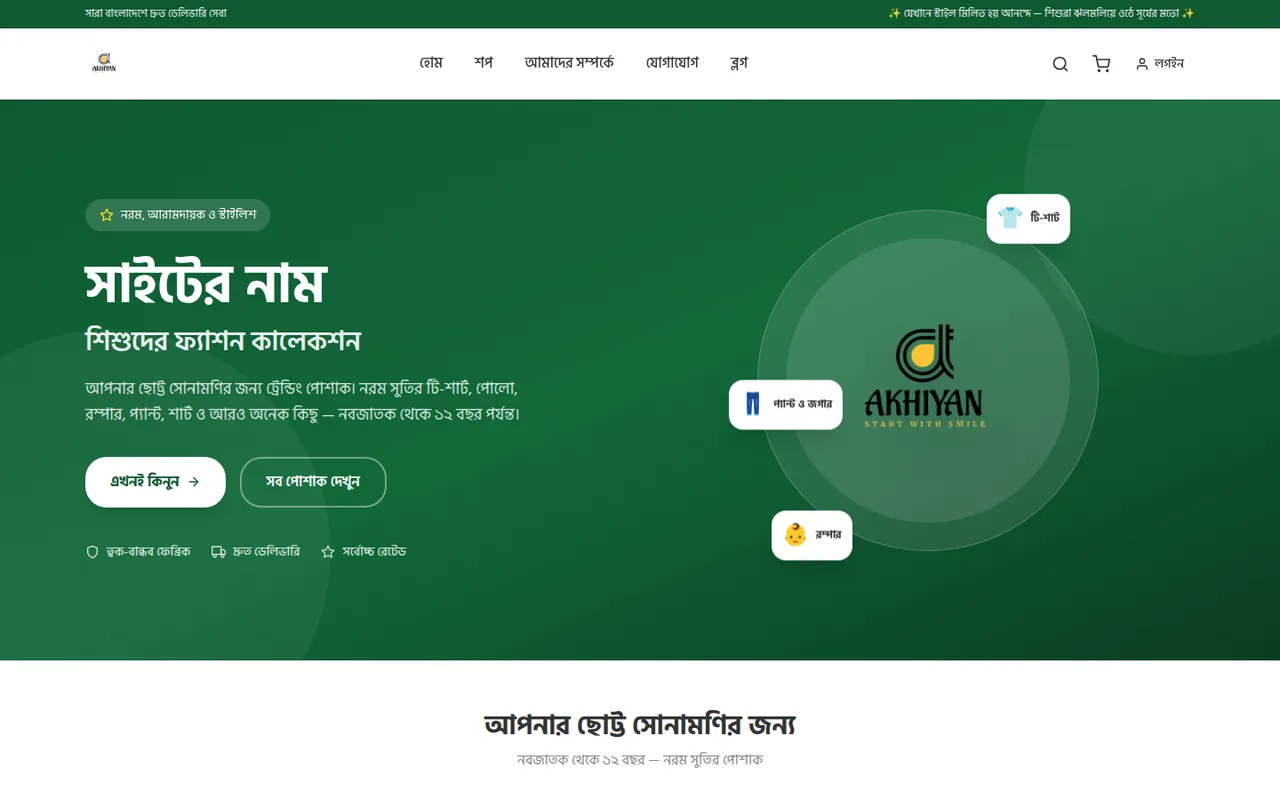 সারা বাংলাদেশে দ্রুত ডেলিভারি সেবা
✨ যেখানে স্টাইল মিলিত হয় আনন্দে — শিশুরা ঝলমলিয়ে ওঠে সূর্যের মতো ✨
AKHIYAN
হোম শপ আমাদের সম্পর্কে যোগাযোগ ব্লগ
লগইন
নরম, আরামদায়ক ও স্টাইলিশ
সাইটের নাম
শিশুদের ফ্যাশন কালেকশন
আপনার ছোট্ট সোনামণির জন্য ট্রেন্ডিং পোশাক। নরম সুতির টি-শার্ট, পোলো,
রম্পার, প্যান্ট, শার্ট ও আরও অনেক কিছু — নবজাতক থেকে ১২ বছর পর্যন্ত।
এখনই কিনুন →
সব পোশাক দেখুন
ত্বক-বান্ধব ফেব্রিক
দ্রুত ডেলিভারি
সর্বোচ্চ রেটেড
টি-শার্ট
প্যান্ট ও জগার
AKHIYAN
START WITH SMILE
রম্পার
আপনার ছোট্ট সোনামণির জন্য
নবজাতক থেকে ১২ বছর — নরম সুতির পোশাক